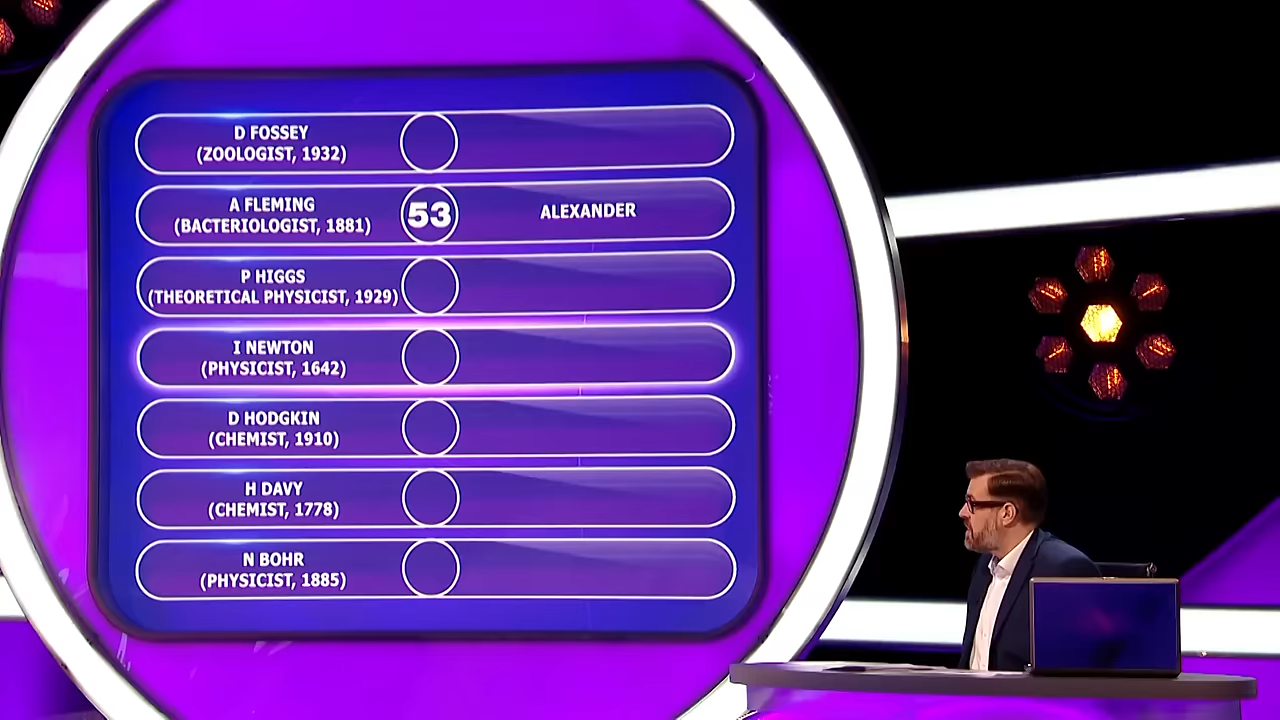 D FOSSEY
(ZOOLOGIST, 1932)
A FLEMING
(BACTERIOLOGIST, 1881)
53
ALEXANDER
P HIGGS
(THEORETICAL PHYSICIST, 1929)
I NEWTON
(PHYSICIST, 1642)
D HODGKIN
(CHEMIST, 1910)
H DAVY
(CHEMIST, 1778)
N BOHR
(PHYSICIST, 1885)